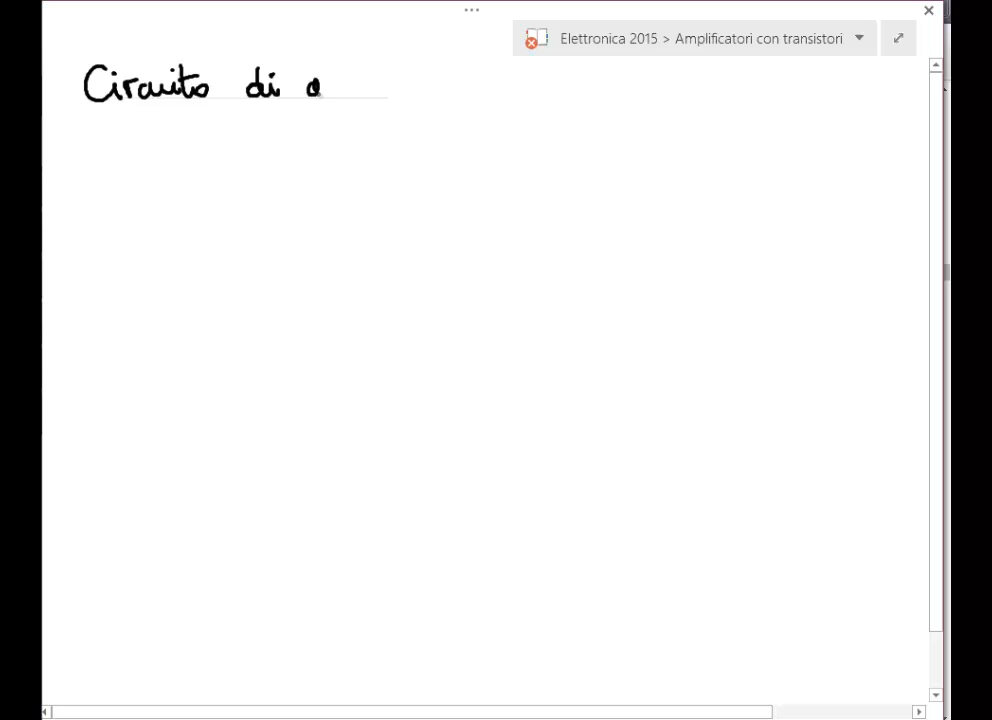 Elettronica 2015 > Amplificatori con transistori
Circuito di a